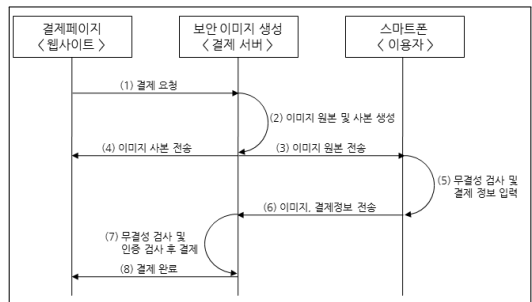 결제페이지
< 웹사이트 >
보안 이미지 생성
< 결제 서버 >
스마트폰
< 이용자 >
(1) 결제 요청
(2) 이미지 원본 및 사본 생성
(4) 이미지 사본 전송
(3) 이미지 원본 전송
(5) 무결성 검사 및
결제 정보 입력
(6) 이미지, 결제정보 전송
(7) 무결성 검사 및
인증 검사 후 결제
(8) 결제 완료